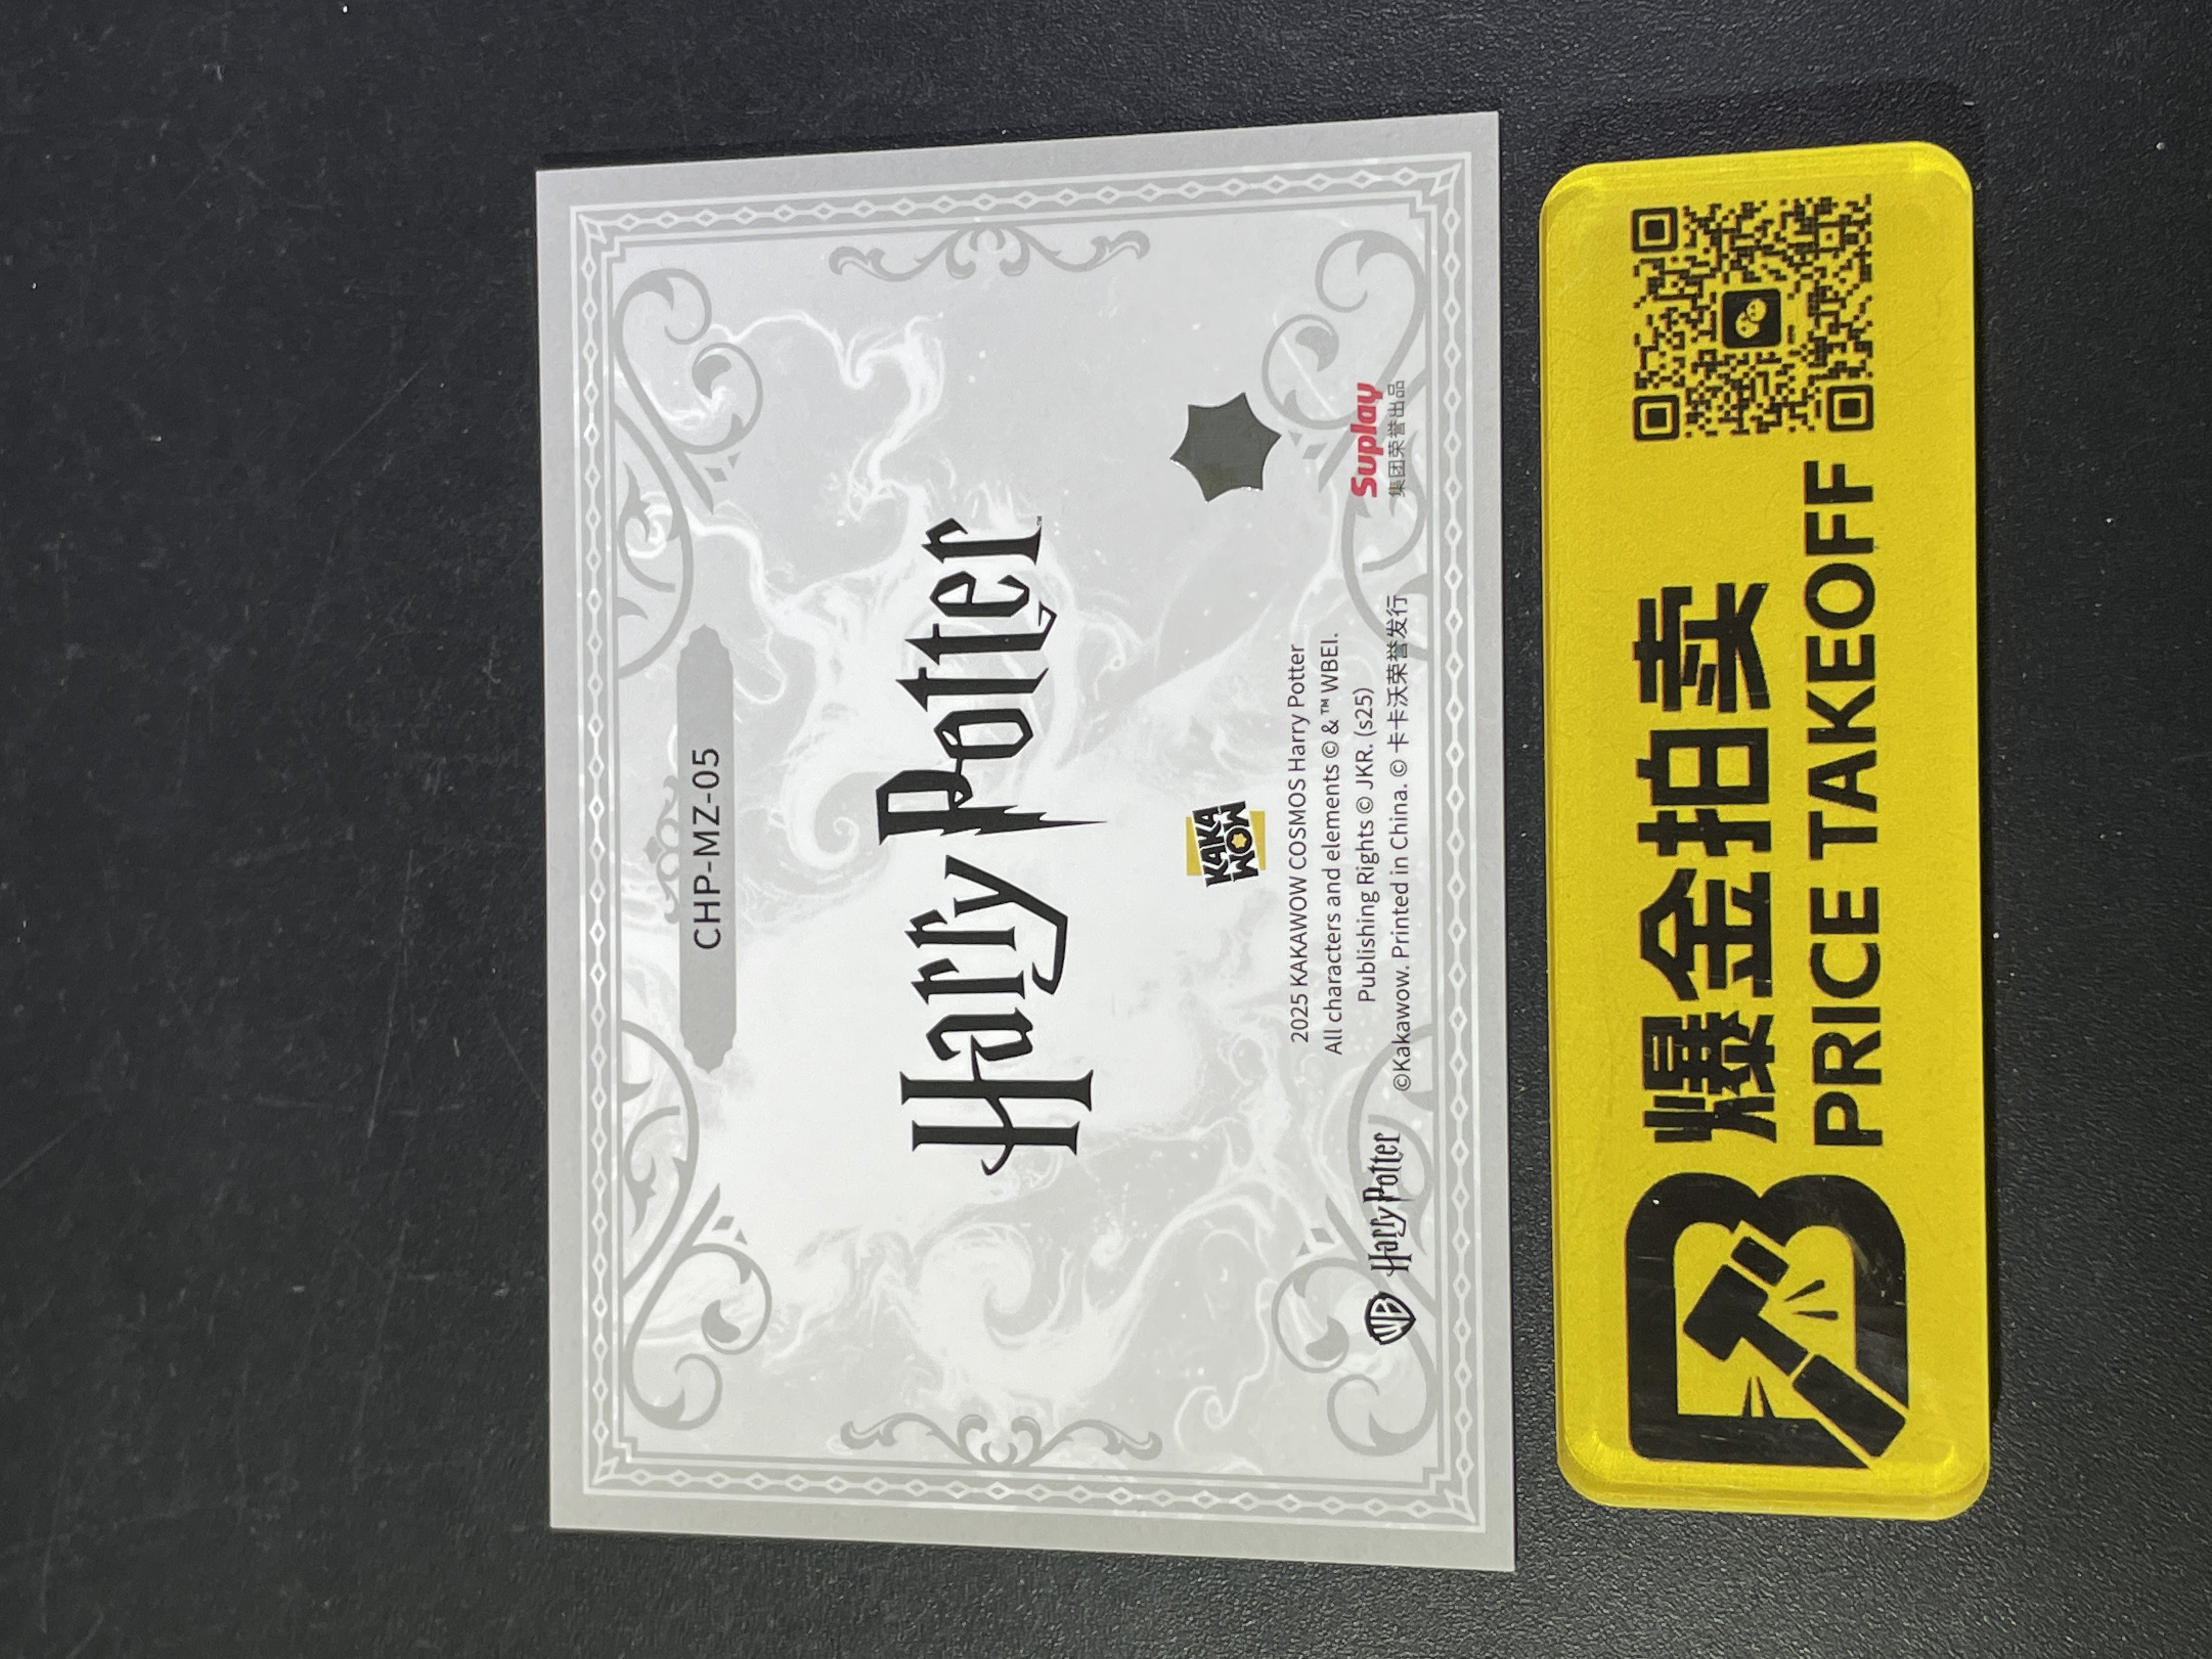 CHP-MZ-05
Harry Potter™
KAKA
WOW
2025 KAKAWOW COSMOS Harry Potter
All characters and elements © & ™ WBEI.
Publishing Rights © JKR. (s25)
©Kakawow. Printed in China. © 卡卡沃荣誉发行
WB Harry Potter
Suplay
集团荣誉出品
爆金拍卖
PRICE TAKEOFF